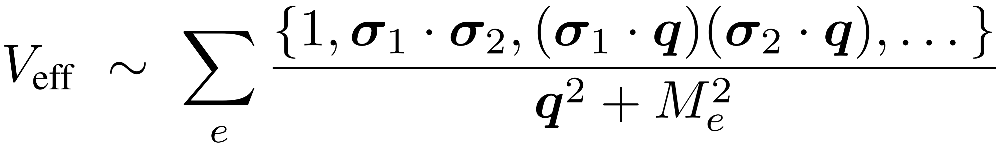 V_eff ∼ ∑_e {1, σ₁ · σ₂, (σ₁ · q)(σ₂ · q), … } / (q² + M_e²)